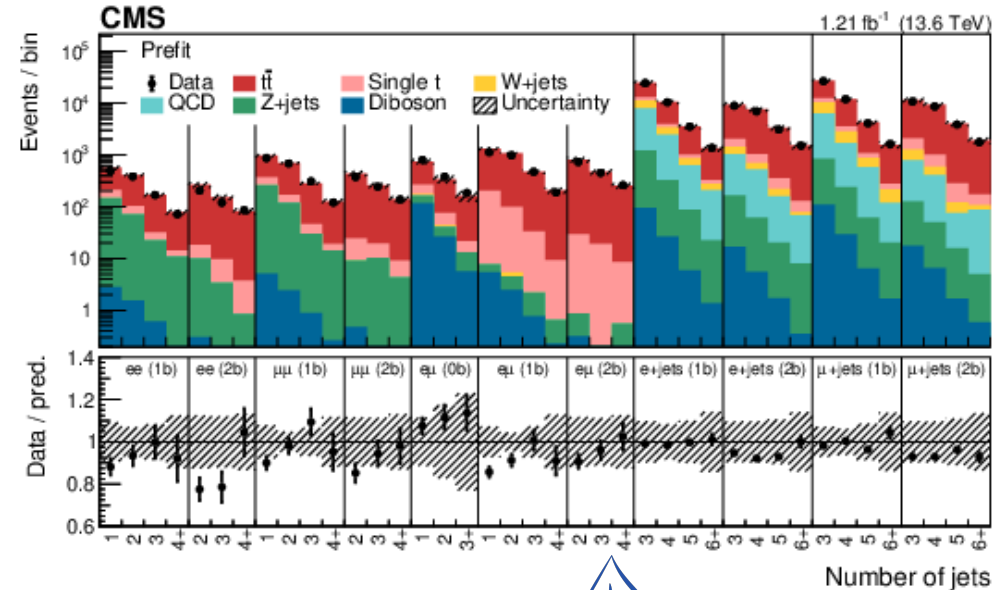 CMS
1.21 fb⁻¹ (13.6 TeV)
Events / bin
10⁵
10⁴
10³
10²
10
1
Prefit
Data
tt̄
Single t
W+jets
QCD
Z+jets
Diboson
Uncertainty
Data / pred.
1.4
1.2
1
0.8
0.6
ee (1b) ee (2b) μμ (1b) μμ (2b) eμ (0b) eμ (1b) eμ (2b) e+jets (1b) e+jets (2b) μ+jets (1b) μ+jets (2b)
1 2 3 4+ 2 3 4+ 1 2 3 4+ 2 3 4+ 1 2 3+ 1 2 3 4+ 2 3 4+ 3 4 5 6+ 3 4 5 6+ 3 4 5 6+ 3 4 5 6+
Number of jets